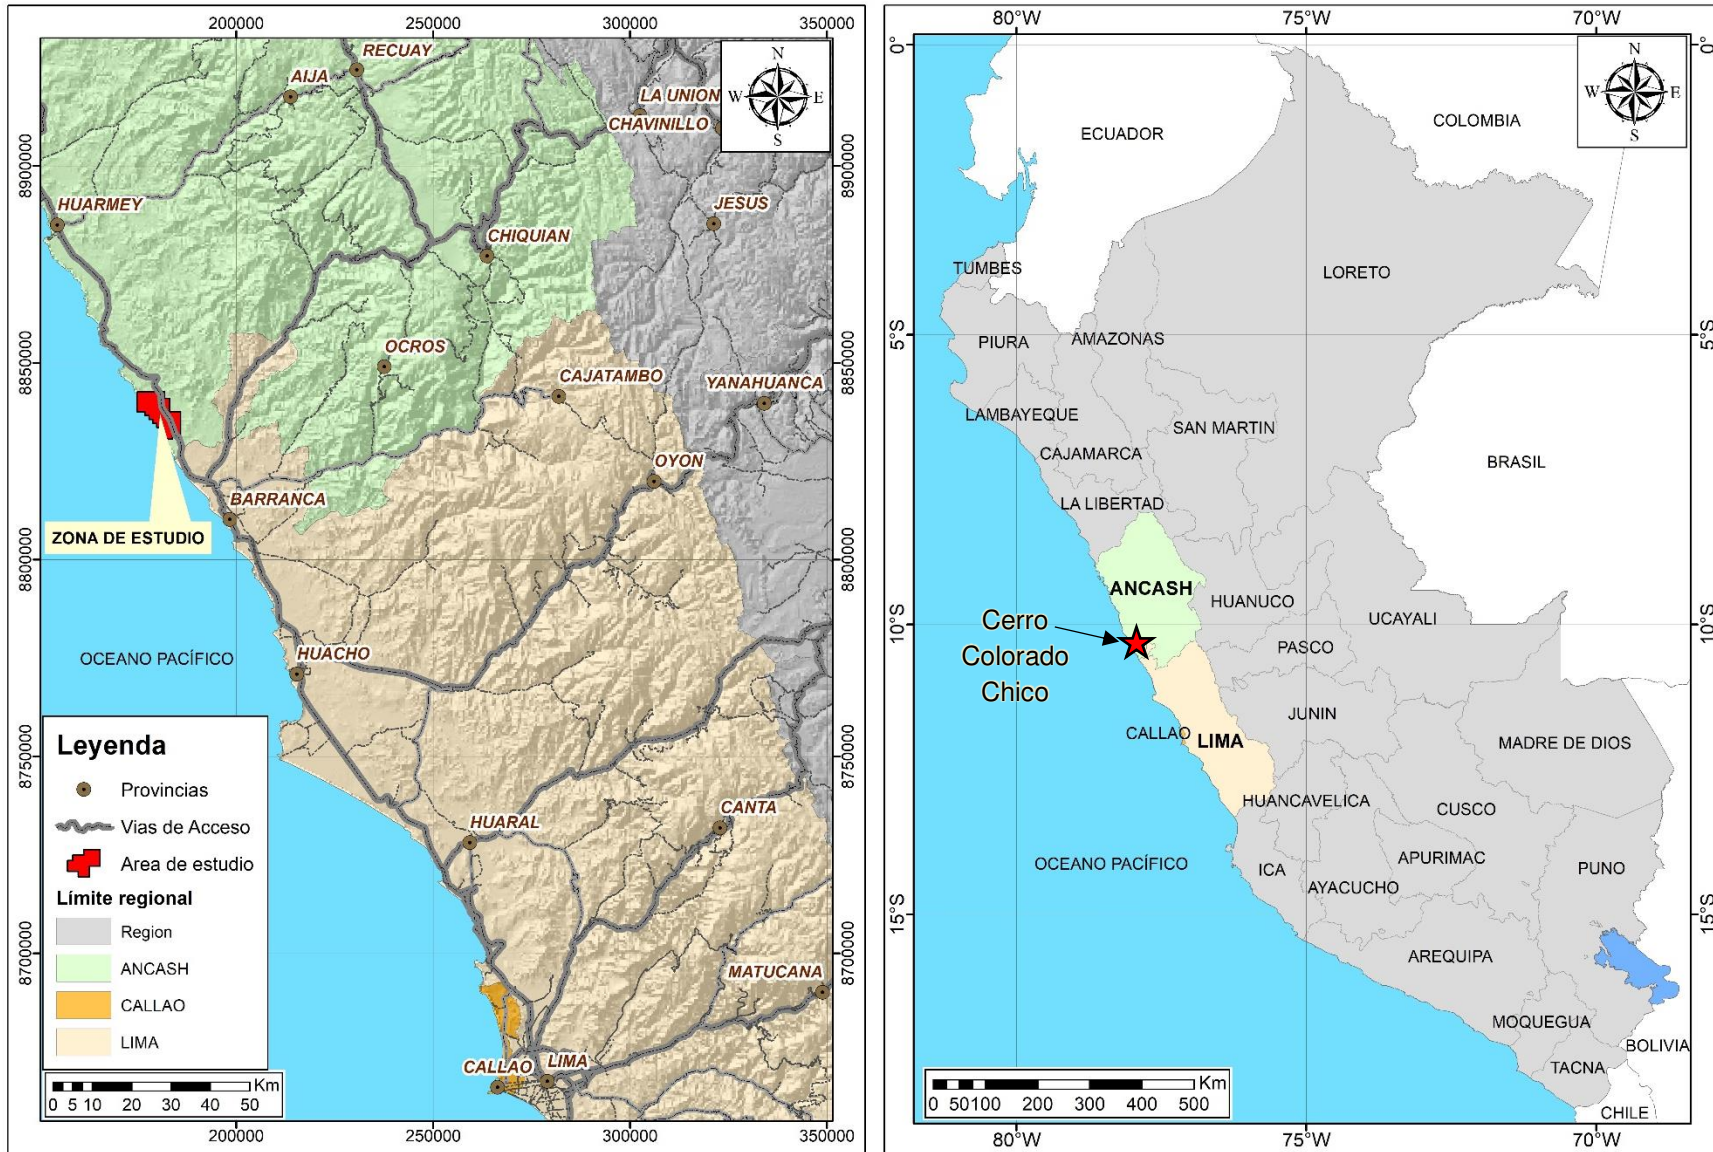 200000
250000
300000
350000
RECUAY
AIJA
LA UNION
CHAVINILLO
N
W
E
S
8900000
8900000
HUARMEY
JESUS
CHIQUIAN
8850000
8850000
OCROS
CAJATAMBO
YANAHUANCA
OYON
BARRANCA
ZONA DE ESTUDIO
8800000
8800000
HUACHO
OCEANO PACÍFICO
8750000
8750000
CANTA
HUARAL
Leyenda
Provincias
Vias de Acceso
Area de estudio
Límite regional
Region
ANCASH
CALLAO
LIMA
8700000
8700000
MATUCANA
CALLAO
LIMA
Km
0 5 10 20 30 40 50
200000
250000
300000
350000
80°W
75°W
70°W
0°
0°
N
W
E
S
ECUADOR
COLOMBIA
TUMBES
LORETO
5°S
5°S
PIURA
AMAZONAS
LAMBAYEQUE
SAN MARTIN
CAJAMARCA
BRASIL
LA LIBERTAD
ANCASH
HUANUCO
UCAYALI
10°S
10°S
Cerro
Colorado
Chico
PASCO
JUNIN
CALLAO
LIMA
MADRE DE DIOS
HUANCAVELICA
CUSCO
OCEANO PACÍFICO
APURIMAC
ICA
AYACUCHO
PUNO
15°S
15°S
AREQUIPA
MOQUEGUA
BOLIVIA
TACNA
CHILE
Km
0 50 100 200 300 400 500
80°W
75°W
70°W